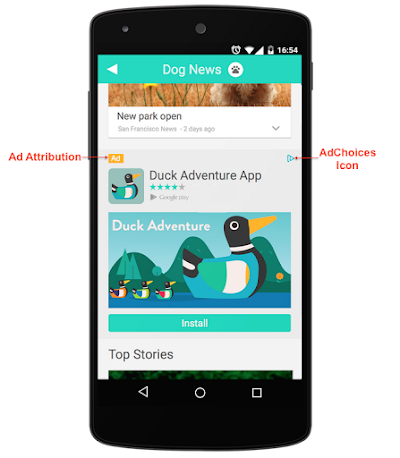 16:54
Dog News
New park open
San Francisco News - 2 days ago
Ad Attribution
Ad
AdChoices
Icon
Duck Adventure App
Google play
Duck Adventure
Install
Top Stories